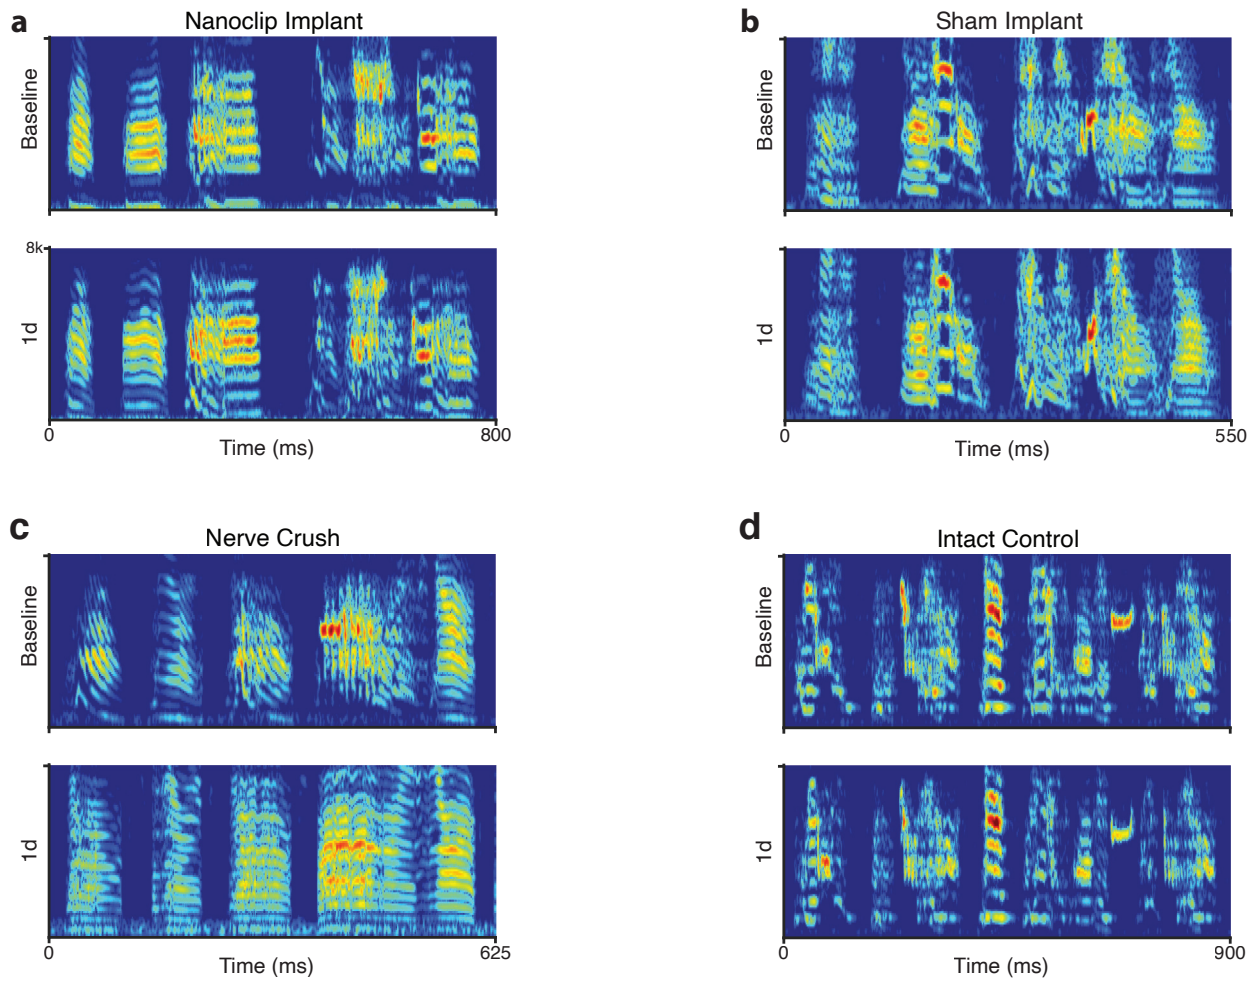 a
Nanoclip Implant
Baseline
8k
1d
0
800
Time (ms)
b
Sham Implant
Baseline
1d
0
550
Time (ms)
c
Nerve Crush
Baseline
1d
0
625
Time (ms)
d
Intact Control
Baseline
1d
0
900
Time (ms)